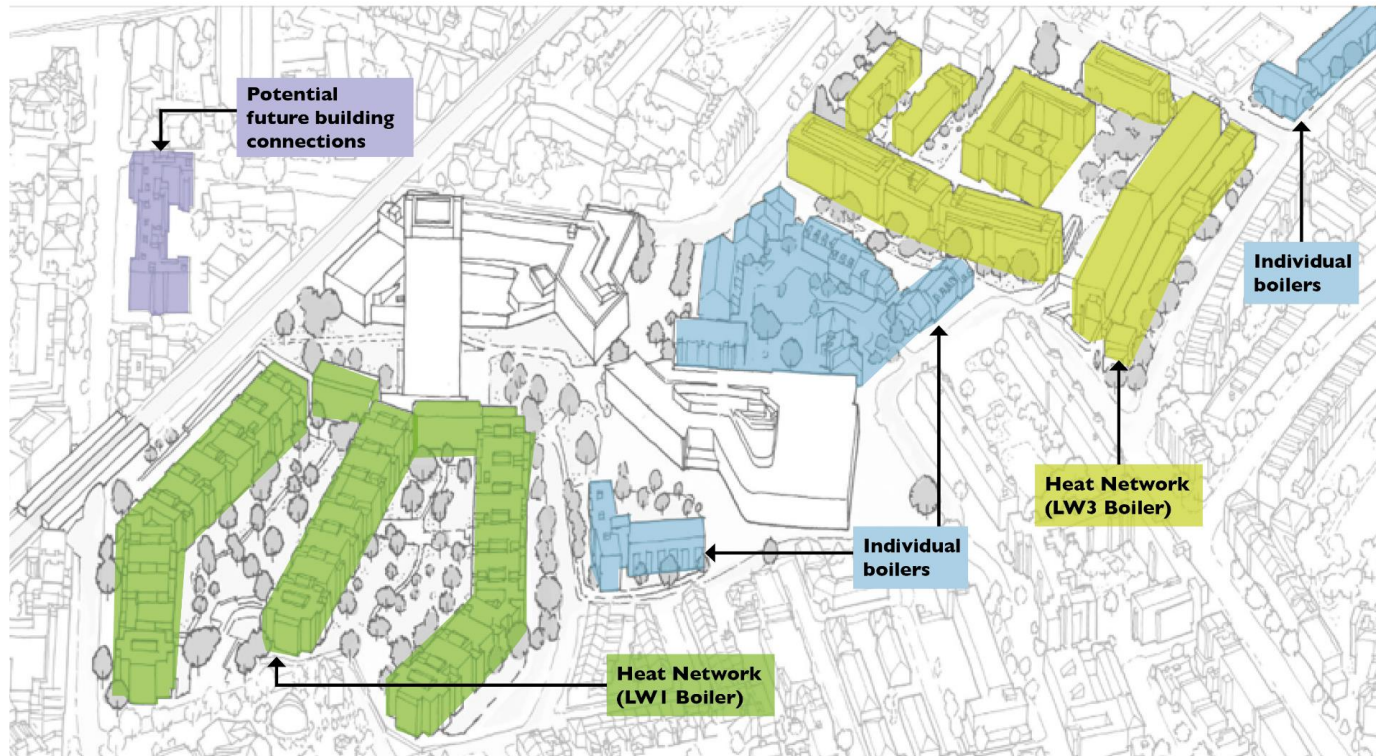 Potential
future building
connections
Individual
boilers
Heat Network
(LW3 Boiler)
Individual
boilers
Heat Network
(LW1 Boiler)